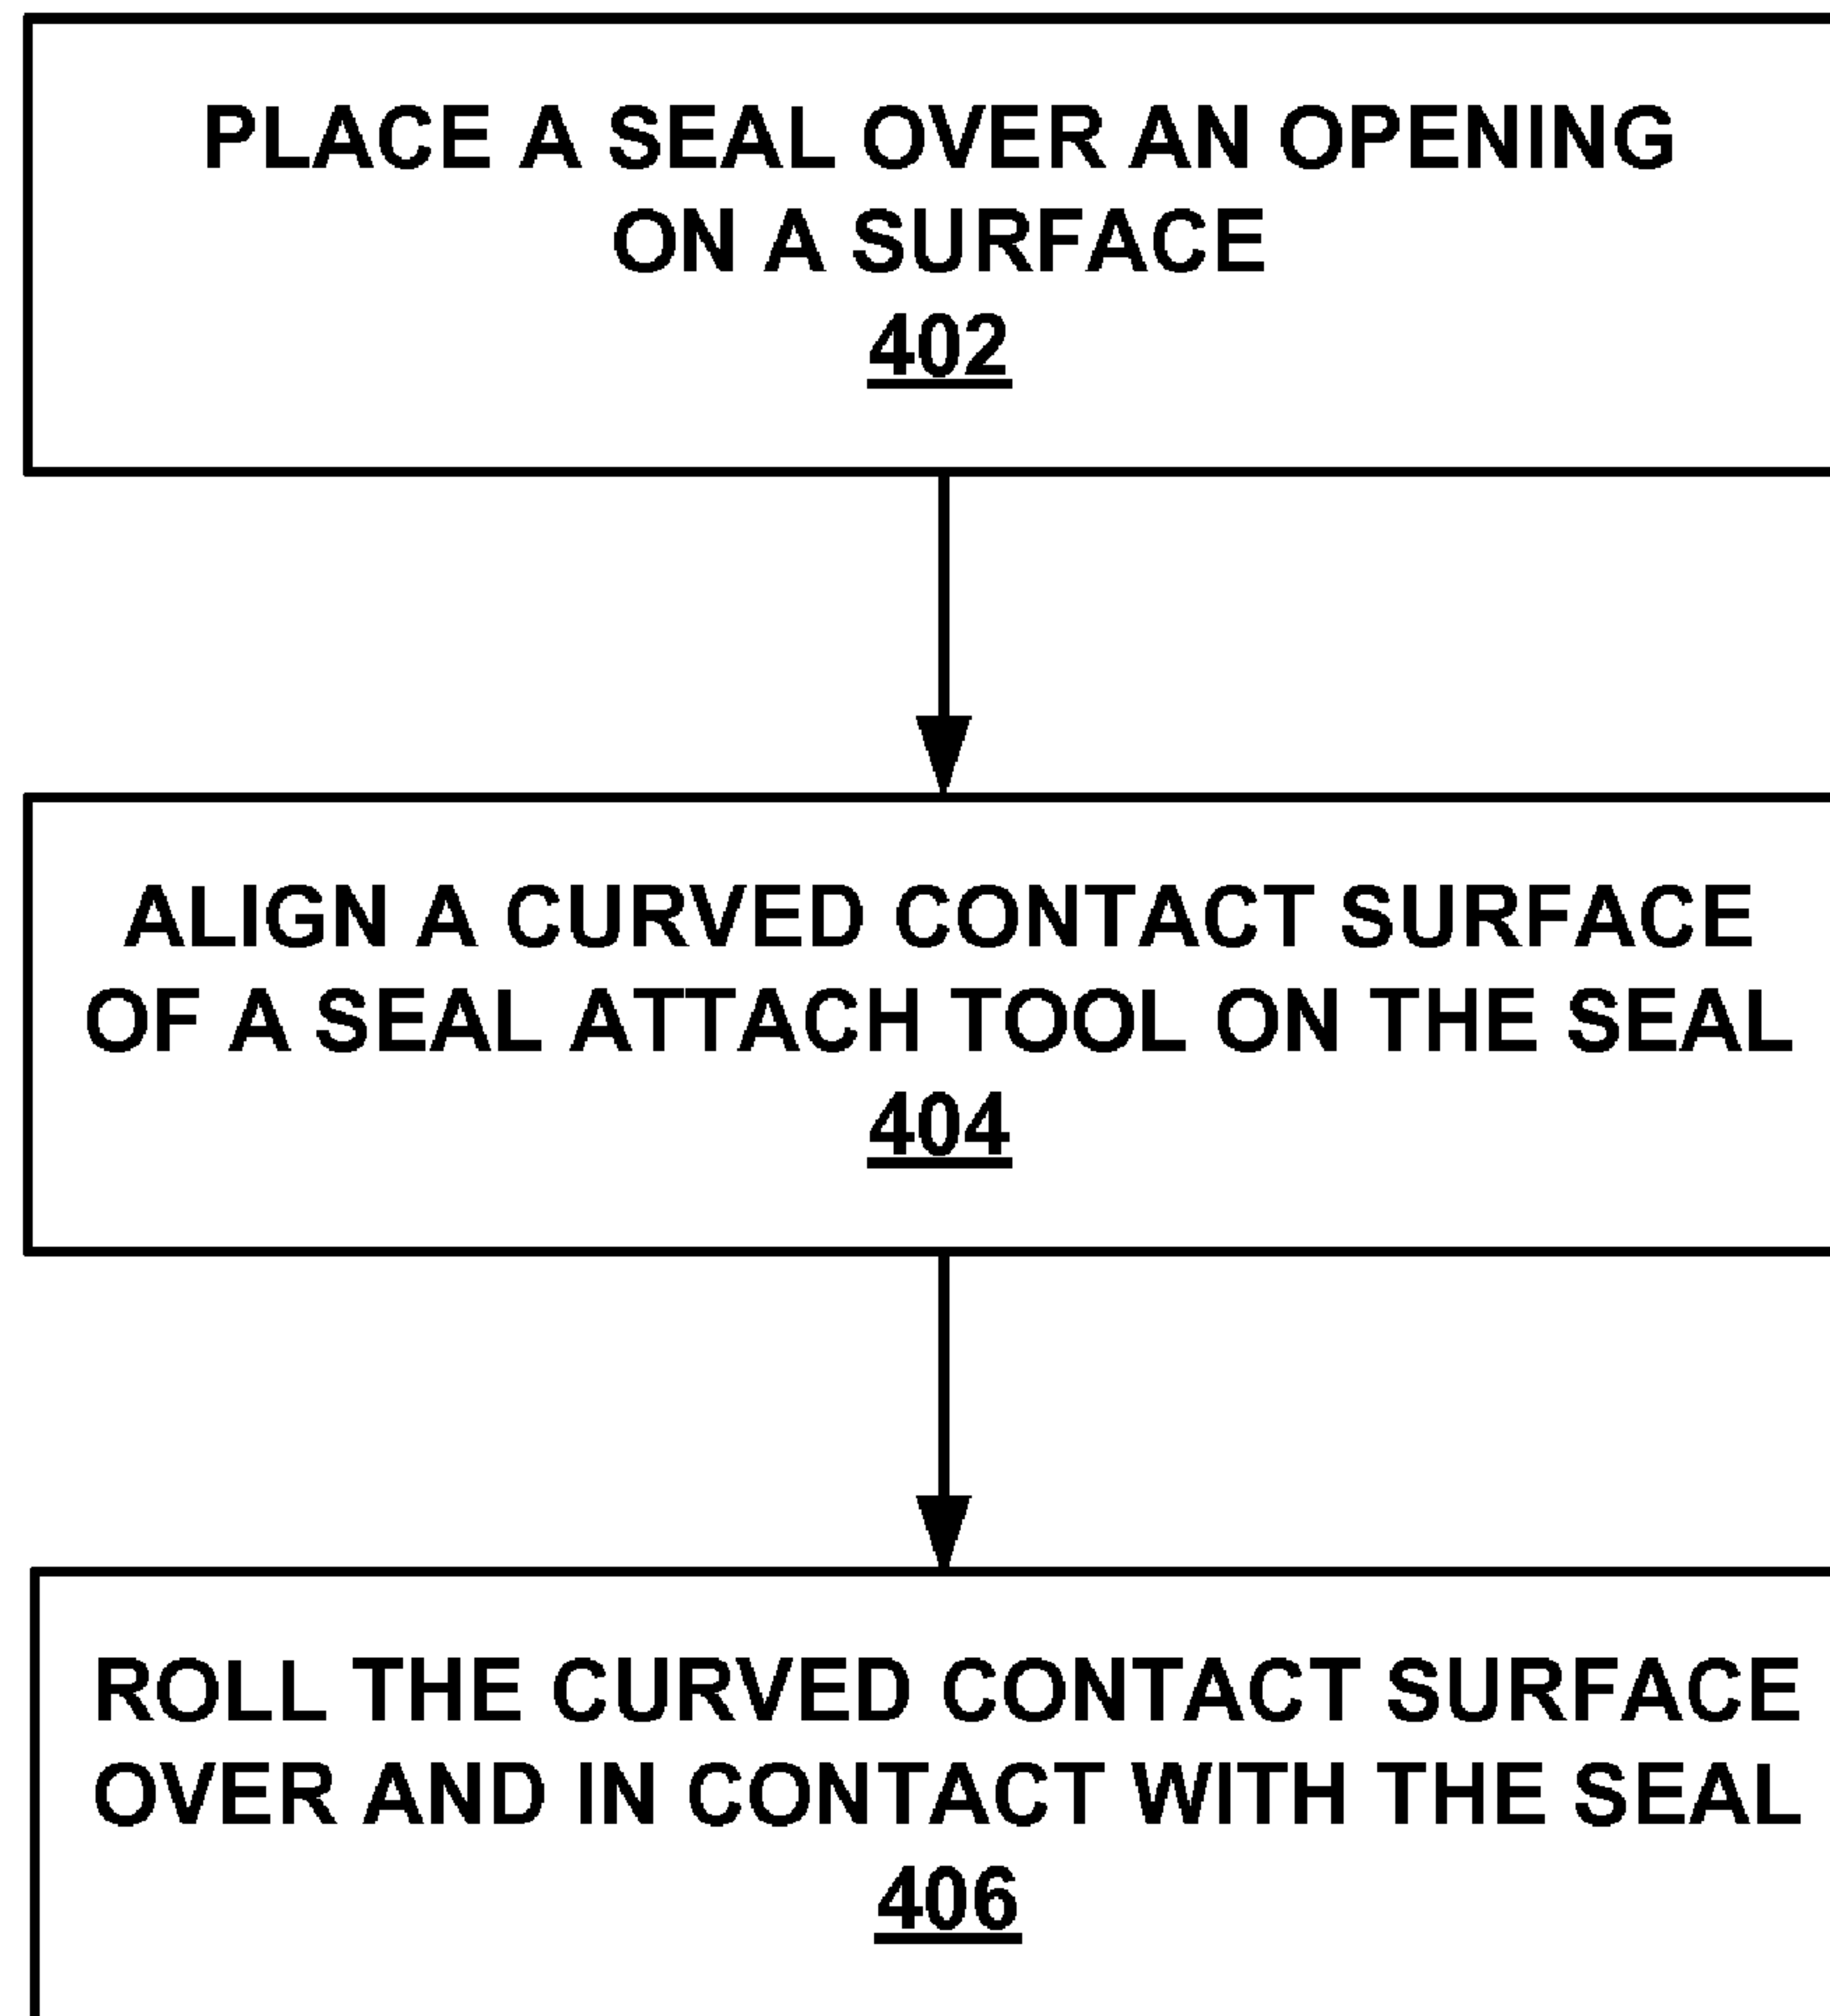 PLACE A SEAL OVER AN OPENING
ON A SURFACE
402
ALIGN A CURVED CONTACT SURFACE
OF A SEAL ATTACH TOOL ON THE SEAL
404
ROLL THE CURVED CONTACT SURFACE
OVER AND IN CONTACT WITH THE SEAL
406